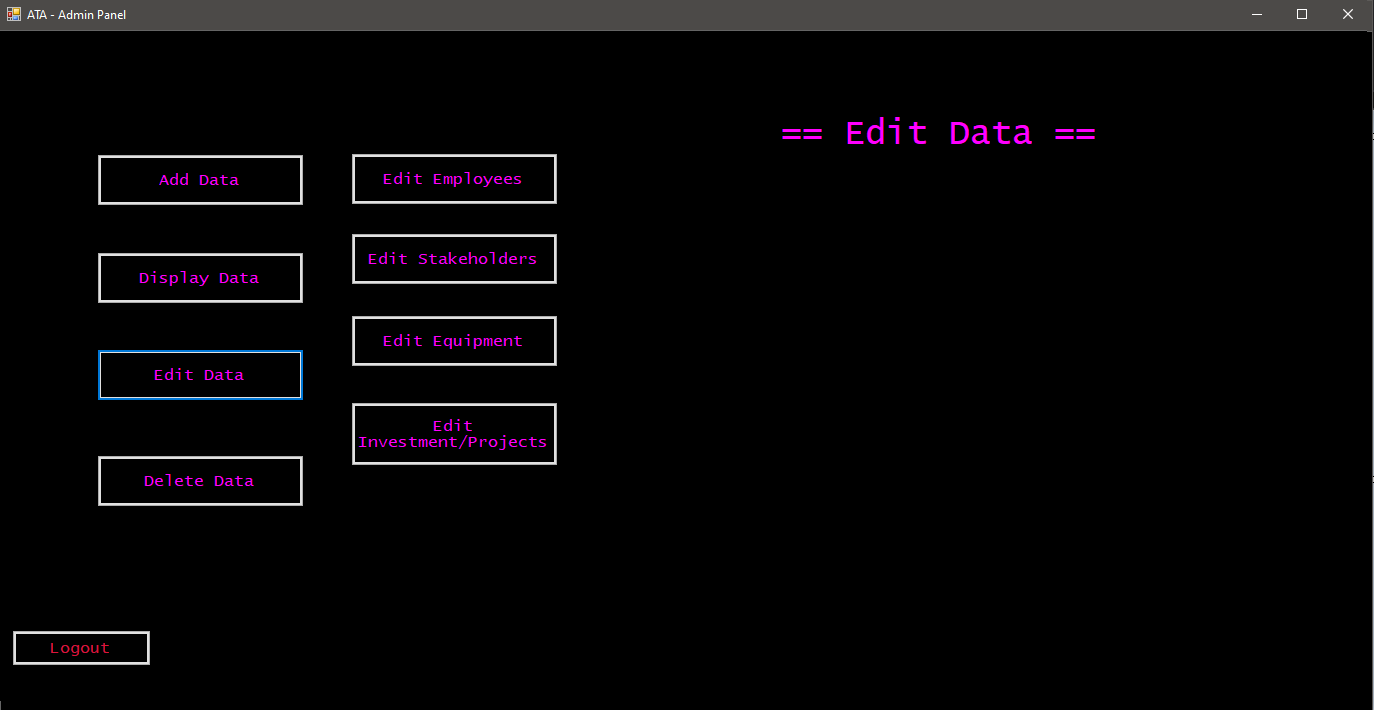 ATA - Admin Panel
== Edit Data ==
Add Data
Edit Employees
Edit Stakeholders
Display Data
Edit Equipment
Edit Data
Edit
Investment/Projects
Delete Data
Logout